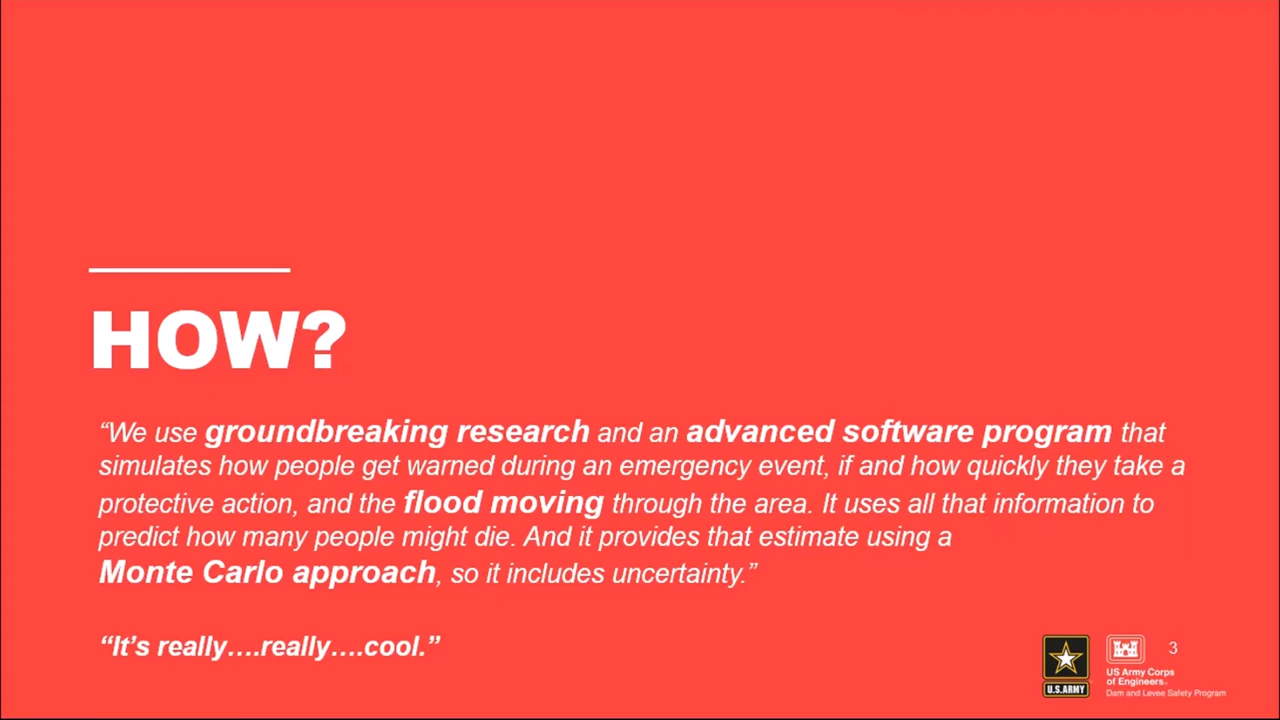 HOW?
“We use groundbreaking research and an advanced software program that
simulates how people get warned during an emergency event, if and how quickly they take a
protective action, and the flood moving through the area. It uses all that information to
predict how many people might die. And it provides that estimate using a
Monte Carlo approach, so it includes uncertainty.”
“It’s really….really….cool.”
U.S.ARMY
US Army Corps
of Engineers®
Dam and Levee Safety Program
3